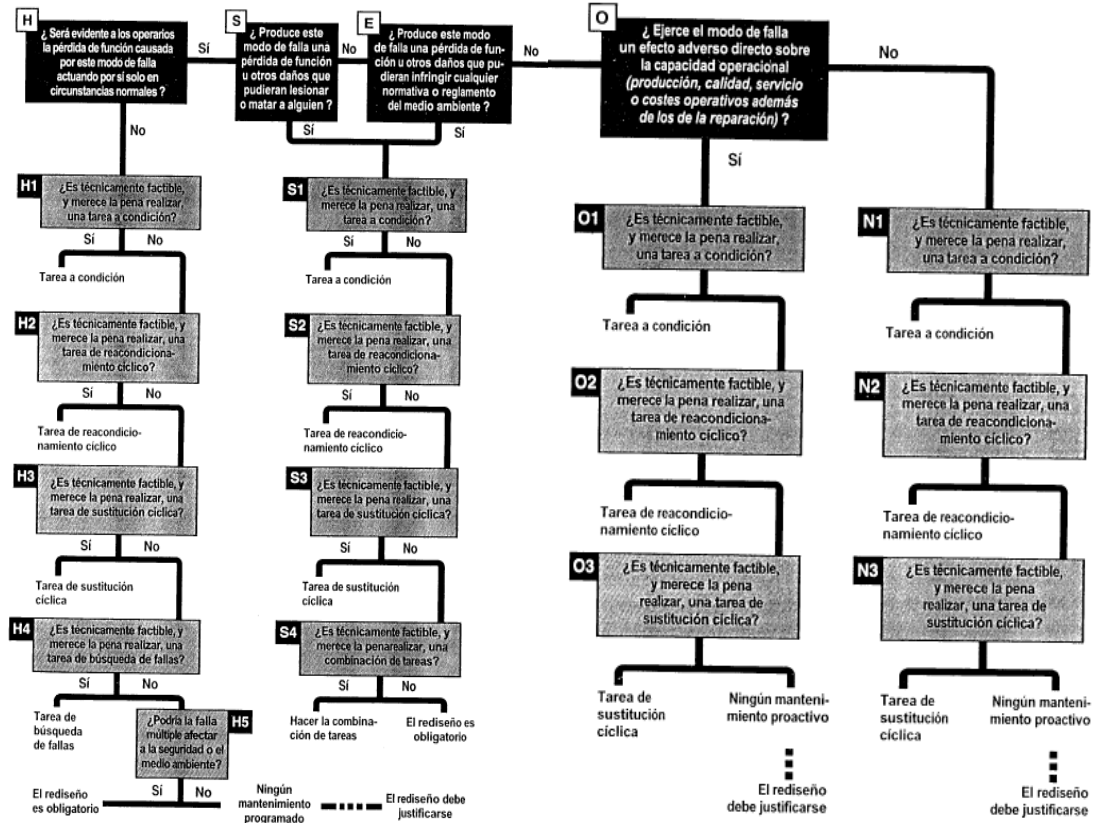 H
¿ Será evidente a los operarios
la pérdida de función causada
por este modo de falla
actuando por sí solo en
circunstancias normales ?
Sí
No
S
¿ Produce este
modo de falla una
pérdida de función
u otros daños que
pudieran lesionar
o matar a alguien ?
No
Sí
E
¿ Produce este modo
de falla una pérdida de fun-
ción u otros daños que pu-
dieran infringir cualquier
normativa o reglamento
del medio ambiente ?
No
Sí
O
¿ Ejerce el modo de falla
un efecto adverso directo sobre
la capacidad operacional
(producción, calidad, servicio
o costes operativos además
de los de la reparación) ?
No
Sí
H1
¿Es técnicamente factible,
y merece la pena realizar,
una tarea a condición?
Sí No
Tarea a condición
H2
¿Es técnicamente factible, y
merece la pena realizar, una
tarea de reacondiciona-
miento cíclico?
Sí No
Tarea de reacondicio-
namiento cíclico
H3
¿Es técnicamente factible, y
merece la pena realizar, una
tarea de sustitución cíclica?
Sí No
Tarea de sustitución
cíclica
H4
¿Es técnicamente factible, y
merece la pena realizar, una
tarea de búsqueda de fallas?
Sí No
Tarea de
búsqueda
de fallas
H5
¿Podría la falla
múltiple afectar
a la seguridad o el
medio ambiente?
Sí No
El rediseño
es obligatorio
Ningún
mantenimiento
programado
El rediseño debe
justificarse
S1
¿Es técnicamente factible,
y merece la pena realizar,
una tarea a condición?
Sí No
Tarea a condición
S2
¿Es técnicamente factible, y
merece la pena realizar, una
tarea de reacondiciona-
miento cíclico?
Sí No
Tarea de reacondicio-
namiento cíclico
S3
¿Es técnicamente factible, y
merece la pena realizar, una
tarea de sustitución cíclica?
Sí No
Tarea de sustitución
cíclica
S4
¿Es técnicamente factible, y
merece la penarealizar, una
combinación de tareas?
Sí No
Hacer la combina-
ción de tareas
El rediseño es
obligatorio
O1
¿Es técnicamente factible,
y merece la pena realizar,
una tarea a condición?
Tarea a condición
O2
¿Es técnicamente factible, y
merece la pena realizar, una
tarea de reacondiciona-
miento cíclico?
Tarea de reacondicio-
namiento cíclico
O3
¿Es técnicamente factible,
y merece la pena
realizar, una tarea de
sustitución cíclica?
Tarea de
sustitución
cíclica
Ningún manteni-
miento proactivo
El rediseño
debe justificarse
N1
¿Es técnicamente factible,
y merece la pena realizar,
una tarea a condición?
Tarea a condición
N2
¿Es técnicamente factible, y
merece la pena realizar, una
tarea de reacondiciona-
miento cíclico?
Tarea de reacondicio-
namiento cíclico
N3
¿Es técnicamente factible,
y merece la pena
realizar, una tarea de
sustitución cíclica?
Tarea de
sustitución
cíclica
Ningún manteni-
miento proactivo
El rediseño
debe justificarse